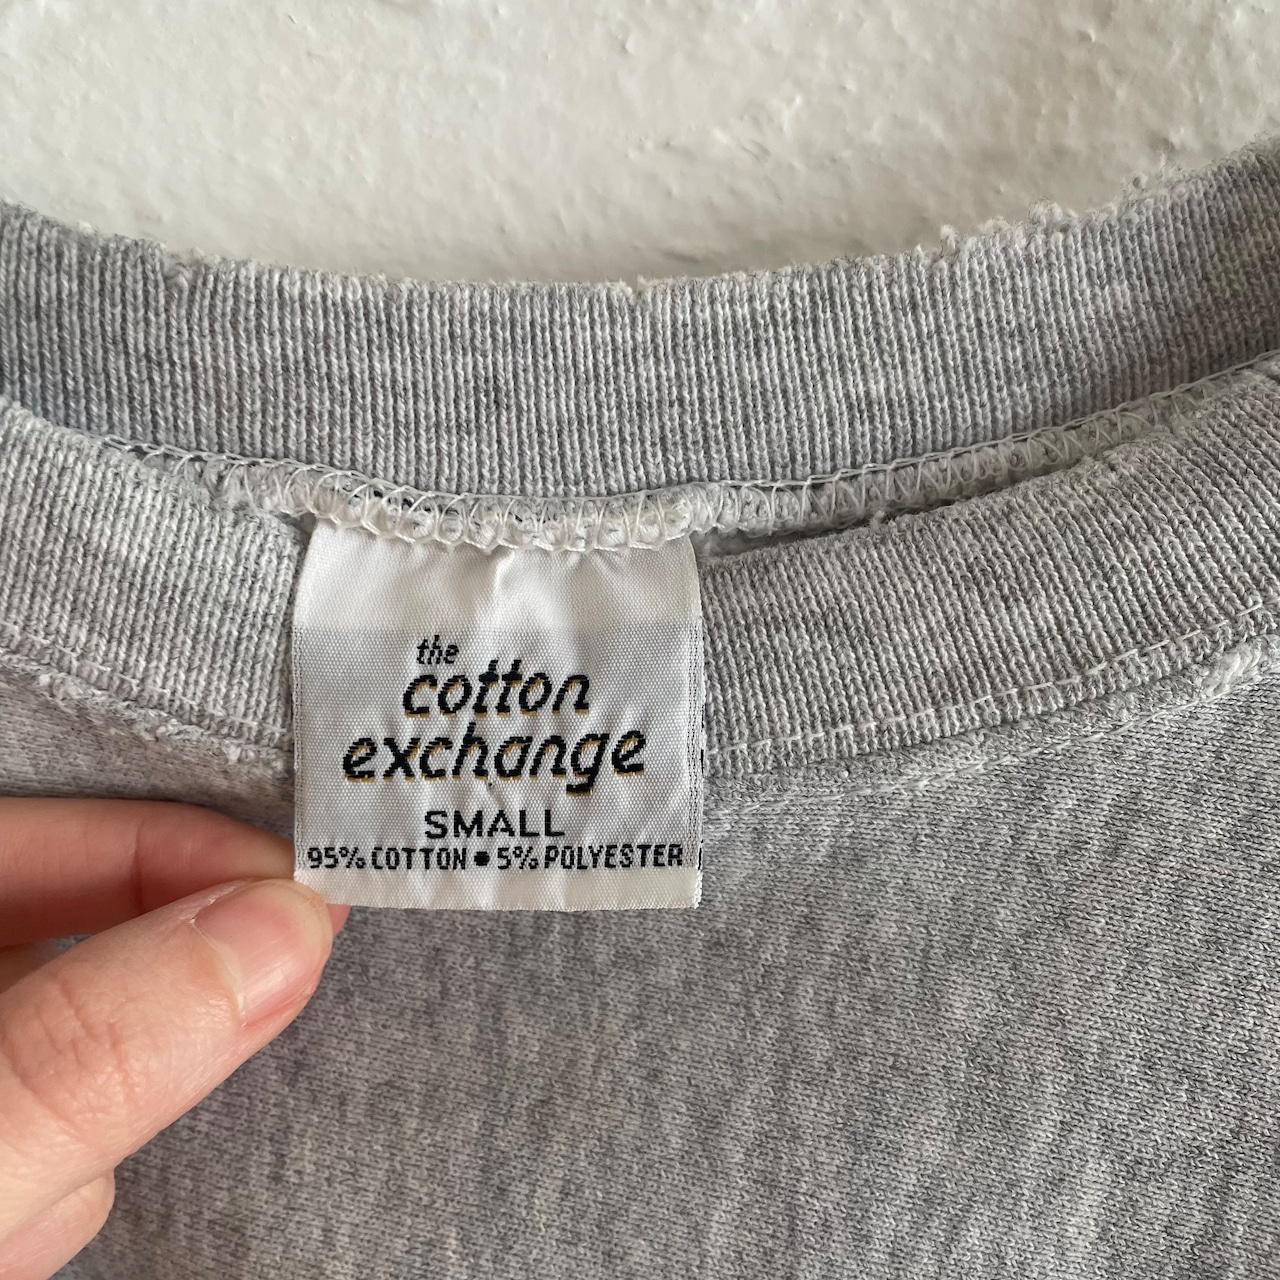 the
cotton
exchange
SMALL
95% COTTON • 5% POLYESTER